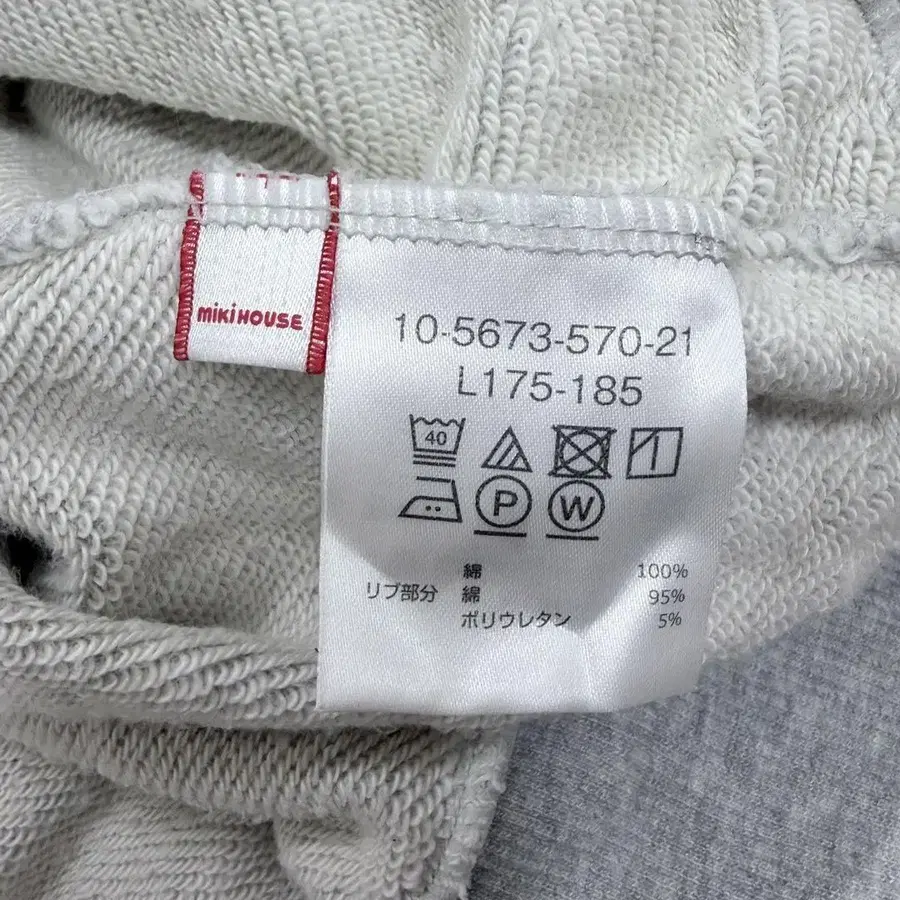 mikiHOUSE
10-5673-570-21
L175-185
40
P W
綿 100%
リブ部分 綿 95%
ポリウレタン 5%